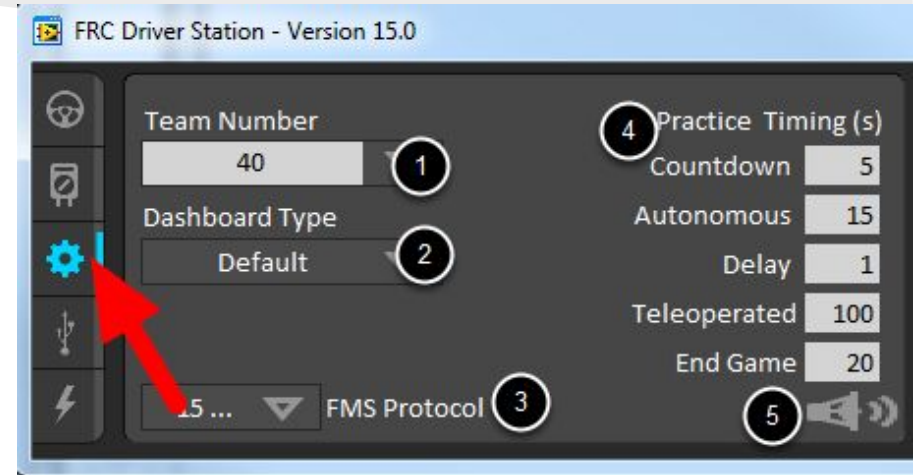 FRC Driver Station - Version 15.0
Team Number
40
1
Dashboard Type
Default
2
15 ...
FMS Protocol
3
4
Practice Timing (s)
Countdown 5
Autonomous 15
Delay 1
Teleoperated 100
End Game 20
5